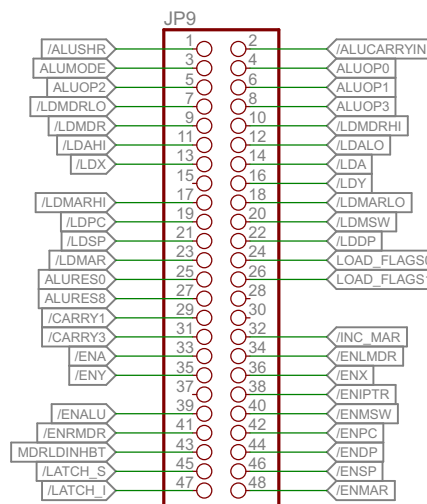 JP9
/ALUSHR 1 2 /ALUCARRYIN
ALUMODE 3 4 ALUOP0
ALUOP2 5 6 ALUOP1
/LDMDRLO 7 8 ALUOP3
/LDMDR 9 10 /LDMDRHI
/LDAHI 11 12 /LDALO
/LDX 13 14 /LDA
15 16 /LDY
/LDMARHI 17 18 /LDMARLO
/LDPC 19 20 /LDMSW
/LDSP 21 22 /LDDP
/LDMAR 23 24 LOAD_FLAGS0
ALURES0 25 26 LOAD_FLAGS1
ALURES8 27 28
/CARRY1 29 30
/CARRY3 31 32 /INC_MAR
/ENA 33 34 /ENLMDR
/ENY 35 36 /ENX
37 38 /ENIPTR
/ENALU 39 40 /ENMSW
/ENRMDR 41 42 /ENPC
MDRLDINHBT 43 44 /ENDP
/LATCH_S 45 46 /ENSP
/LATCH_I 47 48 /ENMAR